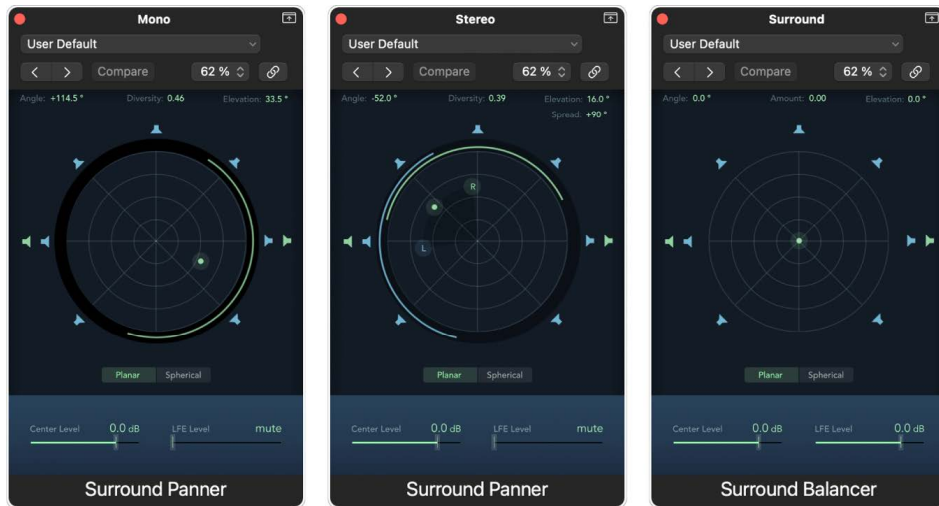 Mono
User Default
Compare
62 %
Angle: +114.5 °
Diversity: 0.46
Elevation: 33.5 °
Planar
Spherical
Center Level
0.0 dB
LFE Level
mute
Surround Panner
Stereo
User Default
Compare
62 %
Angle: -52.0 °
Diversity: 0.39
Elevation: 16.0 °
Spread: +90 °
R
L
Planar
Spherical
Center Level
0.0 dB
LFE Level
mute
Surround Panner
Surround
User Default
Compare
62 %
Angle: 0.0 °
Amount: 0.00
Elevation: 0.0 °
Planar
Spherical
Center Level
0.0 dB
LFE Level
0.0 dB
Surround Balancer